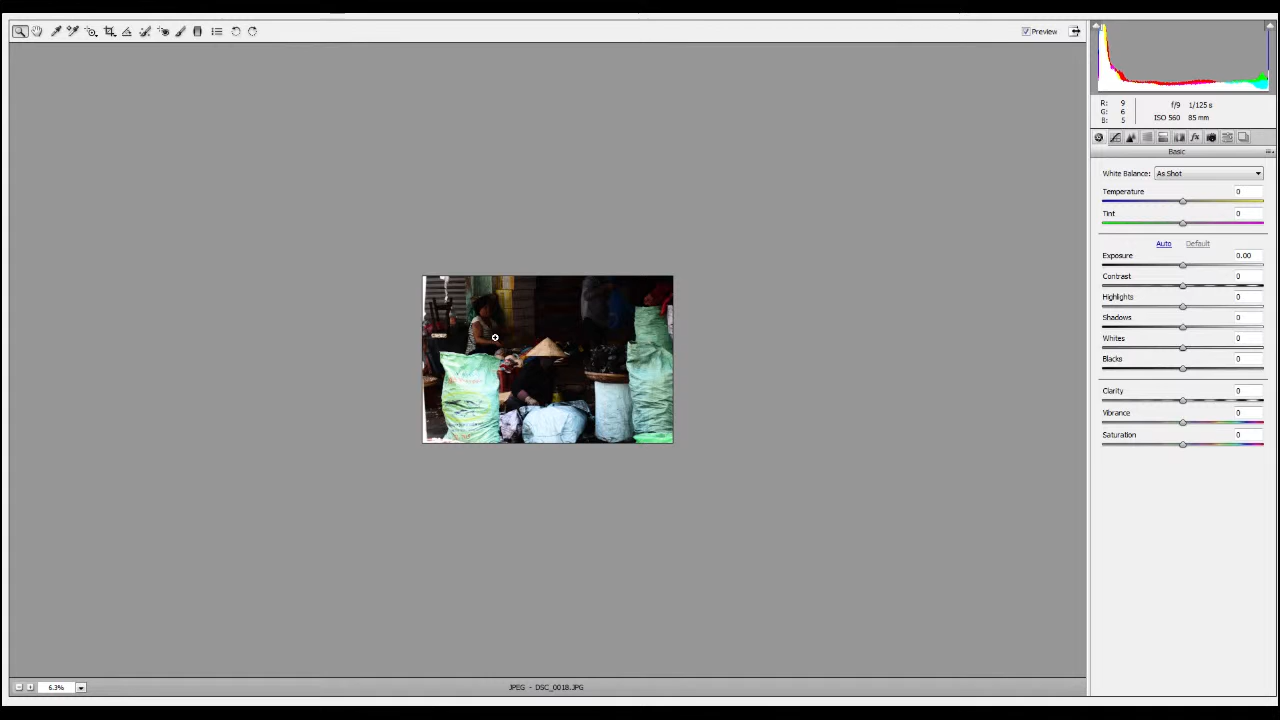 Preview
R: 9
G: 6
B: 5
f/9 1/125 s
ISO 560 85 mm
fx
Basic
White Balance: As Shot
Temperature 0
Tint 0
Auto Default
Exposure 0.00
Contrast 0
Highlights 0
Shadows 0
Whites 0
Blacks 0
Clarity 0
Vibrance 0
Saturation 0
6.3%
JPEG - DSC_0018.JPG